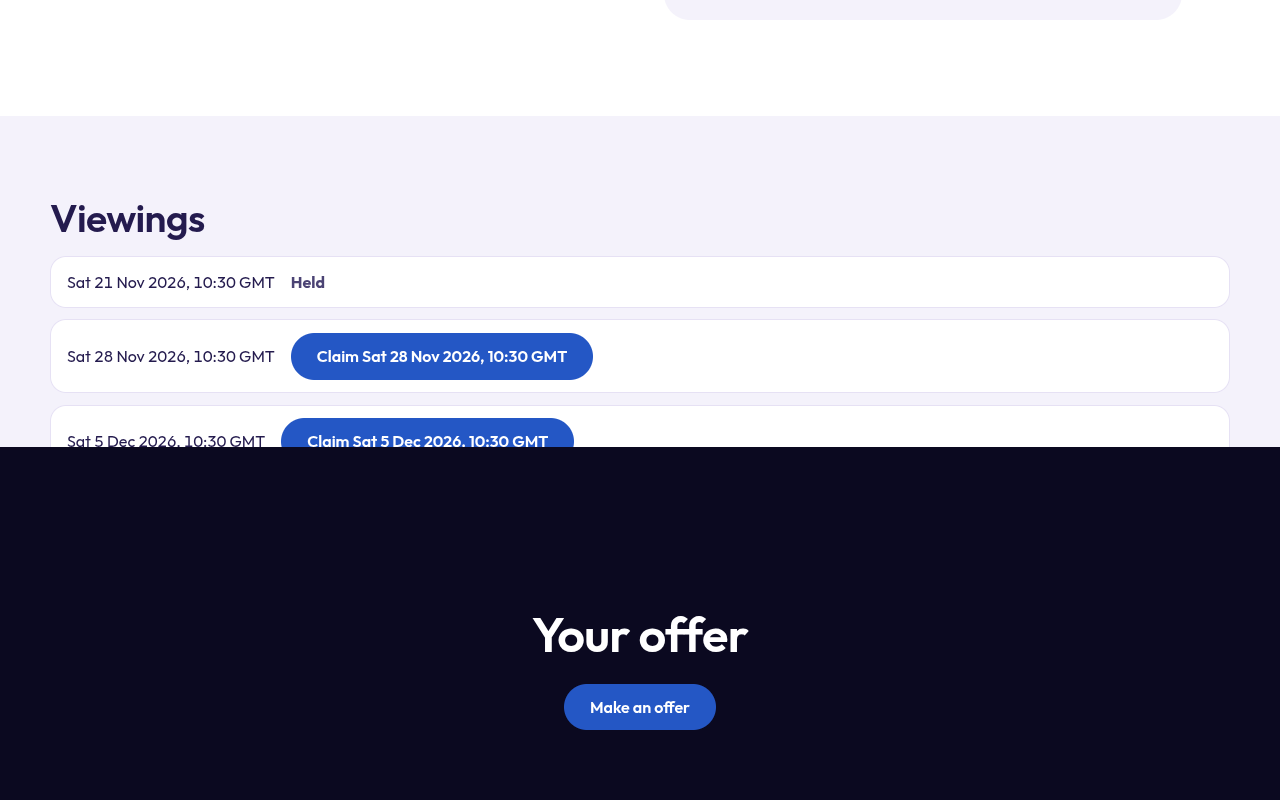 Viewings
Sat 21 Nov 2026, 10:30 GMT Held
Sat 28 Nov 2026, 10:30 GMT Claim Sat 28 Nov 2026, 10:30 GMT
Sat 5 Dec 2026, 10:30 GMT Claim Sat 5 Dec 2026, 10:30 GMT
Your offer
Make an offer